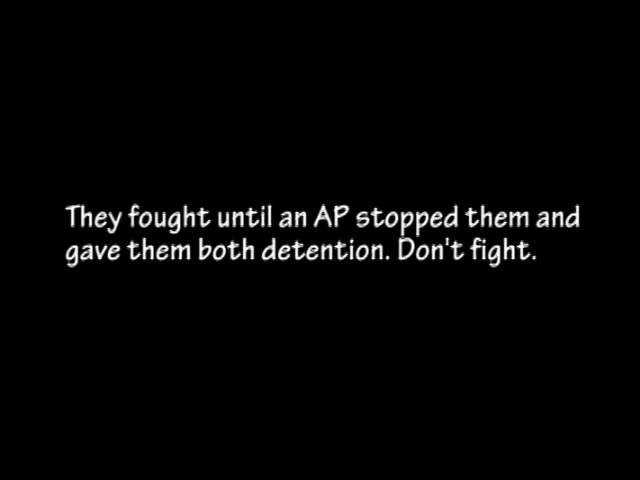 They fought until an AP stopped them and
gave them both detention. Don't fight.